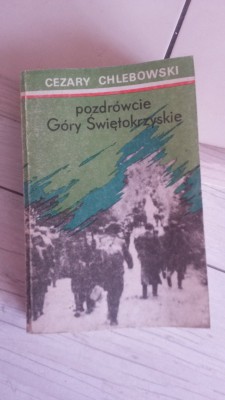 CEZARY CHLEBOWSKI
pozdrówcie
Góry Świętokrzyskie